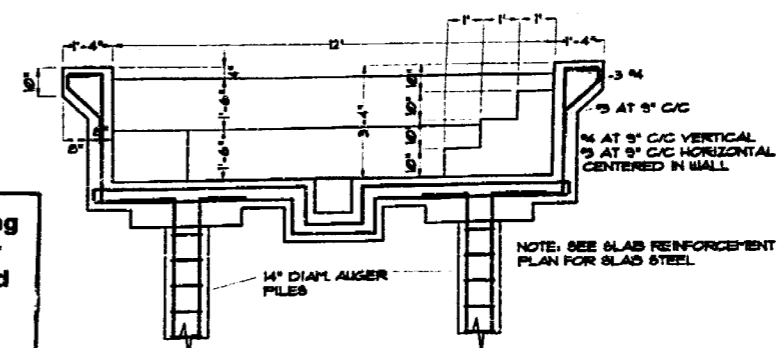 1' 1' 1'
1'-4" 12' 1'-4"
10" 4" 10" -3 #4
1'-6" 3'-4" 10"
#3 AT 9" C/C
8" 8" 1'-6" 10" 10"
#4 AT 9" C/C VERTICAL
#3 AT 9" C/C HORIZONTAL
CENTERED IN WALL
NOTE: SEE SLAB REINFORCEMENT
PLAN FOR SLAB STEEL
14" DIAM. AUGER
PILES